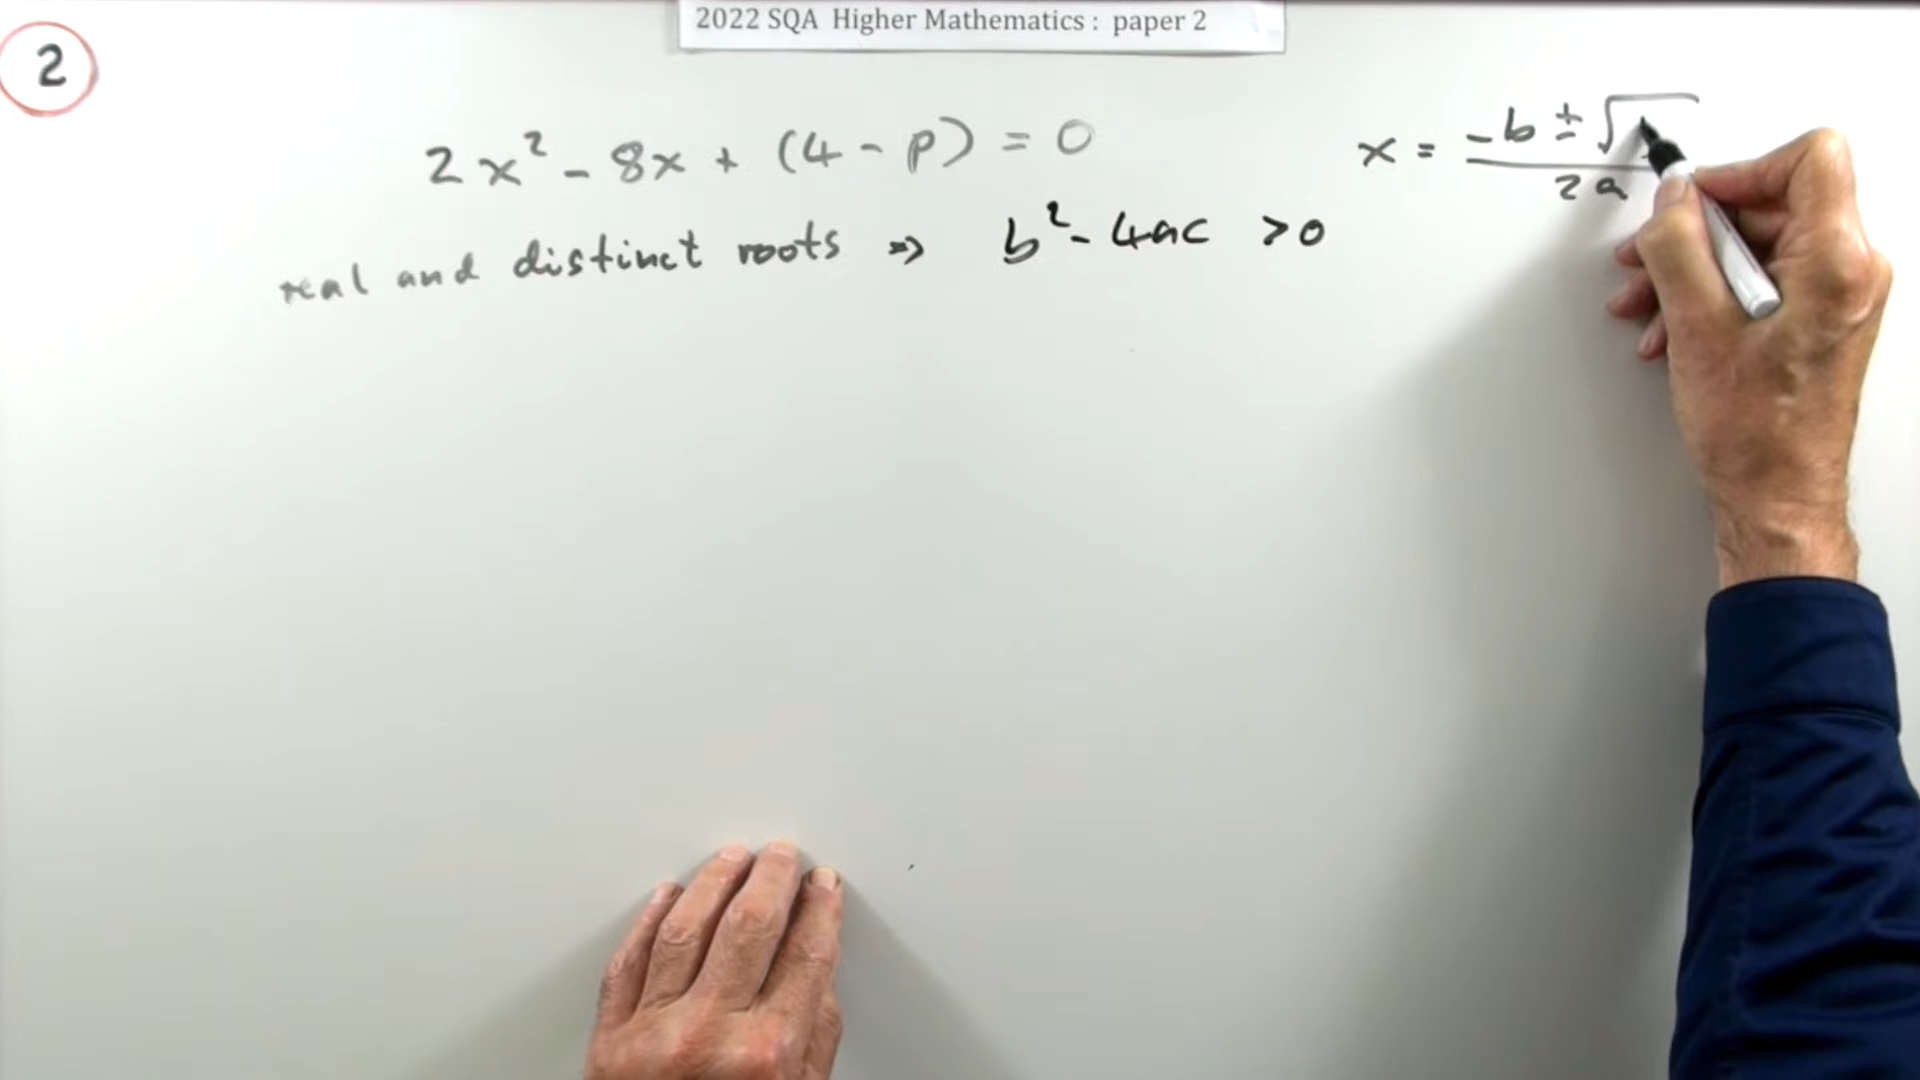 2022 SQA Higher Mathematics : paper 2
2
2x² - 8x + (4 - p) = 0
x = -b ± √
2a
real and distinct roots ⇒ b² - 4ac > 0